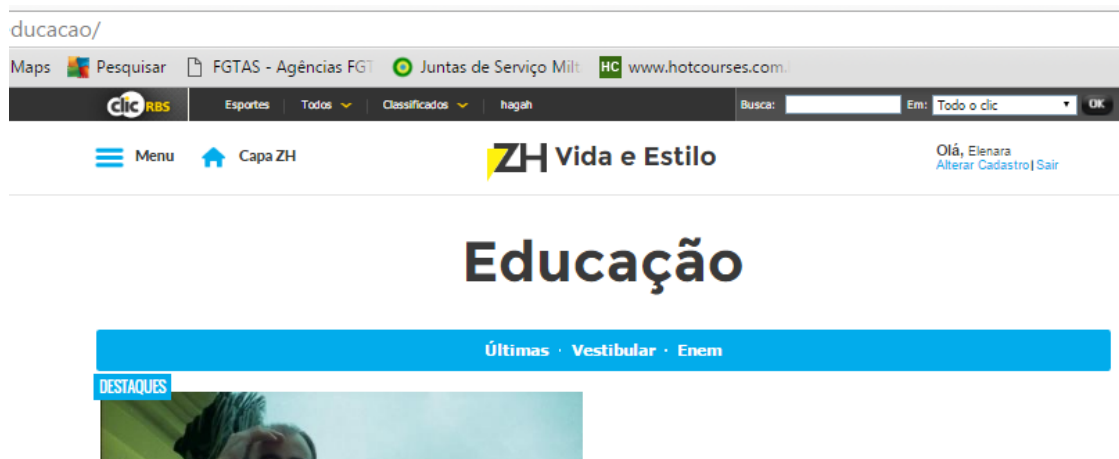 ducacao/
Maps Pesquisar FGTAS - Agências FGT Juntas de Serviço Milt HC www.hotcourses.com.
clic RBS Esportes Todos Classificados hagah Busca: Em: Todo o clic OK
Menu Capa ZH ZH Vida e Estilo Olá, Elenara
Alterar Cadastro| Sair
Educação
Últimas · Vestibular · Enem
DESTAQUES